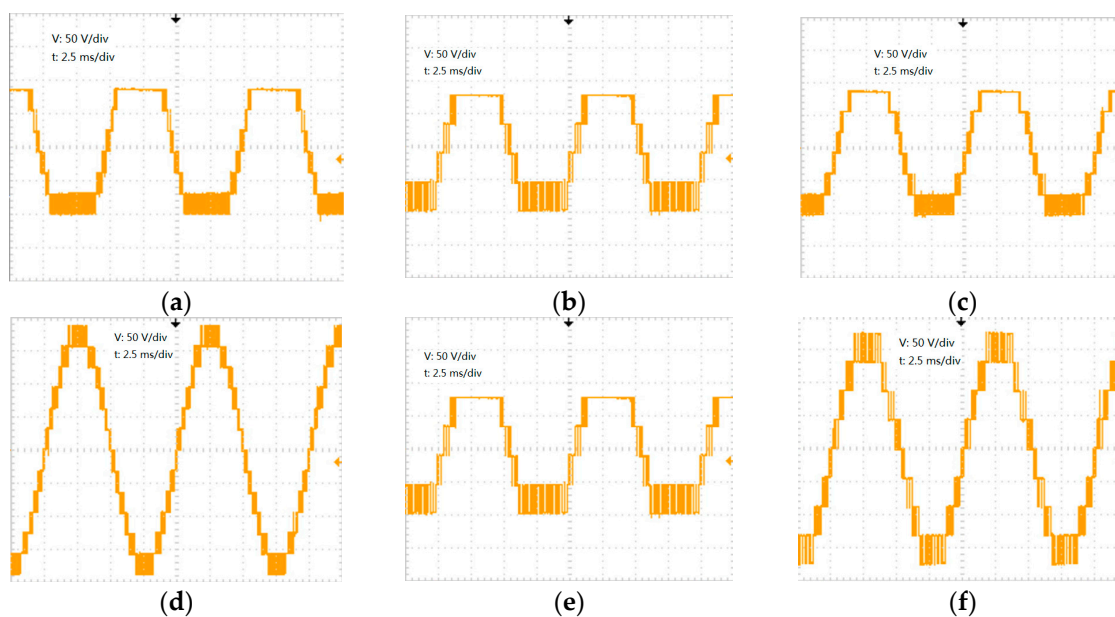 V: 50 V/div
t: 2.5 ms/div
(a)
V: 50 V/div
t: 2.5 ms/div
(b)
V: 50 V/div
t: 2.5 ms/div
(c)
V: 50 V/div
t: 2.5 ms/div
(d)
V: 50 V/div
t: 2.5 ms/div
(e)
V: 50 V/div
t: 2.5 ms/div
(f)